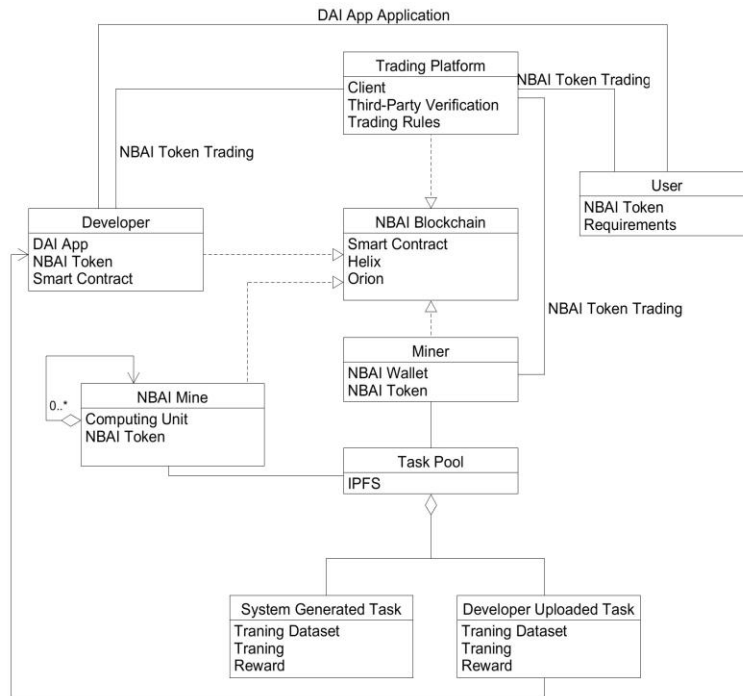 DAI App Application
Trading Platform
Client
Third-Party Verification
Trading Rules
NBAI Token Trading
NBAI Token Trading
User
NBAI Token
Requirements
Developer
DAI App
NBAI Token
Smart Contract
NBAI Blockchain
Smart Contract
Helix
Orion
NBAI Token Trading
Miner
NBAI Wallet
NBAI Token
0..*
NBAI Mine
Computing Unit
NBAI Token
Task Pool
IPFS
System Generated Task
Traning Dataset
Traning
Reward
Developer Uploaded Task
Traning Dataset
Traning
Reward